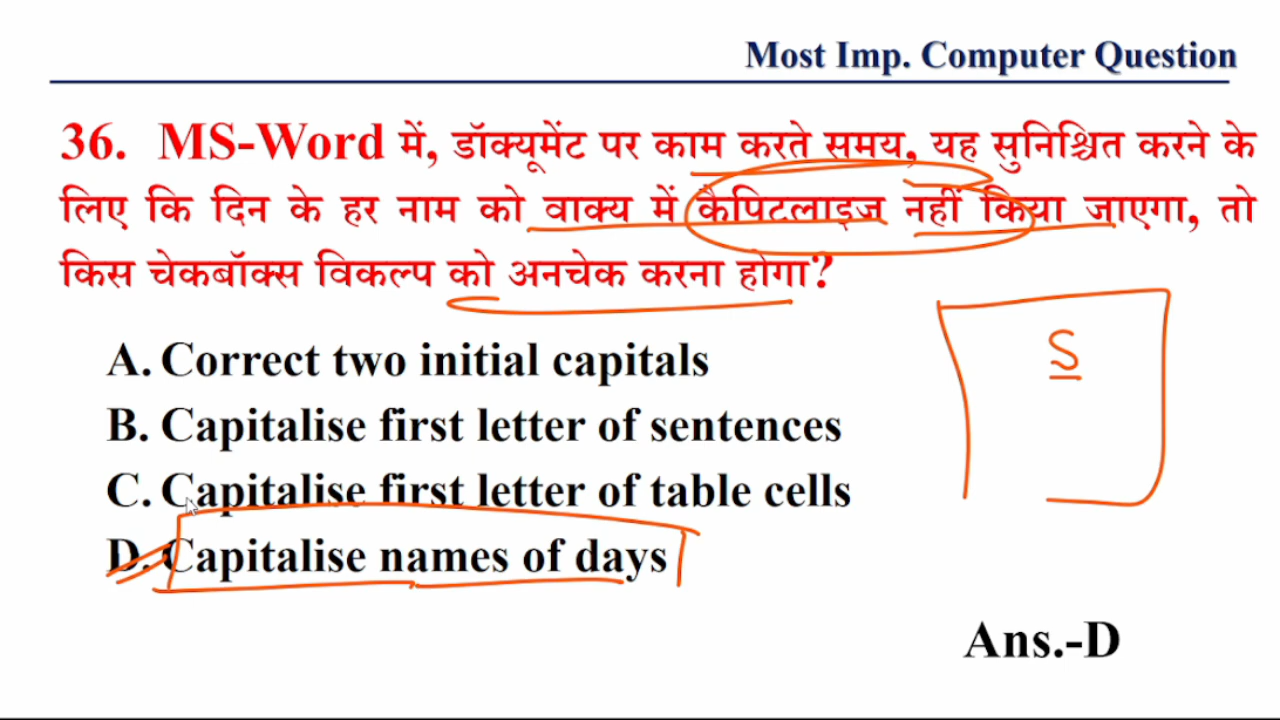 Most Imp. Computer Question
36. MS-Word में, डॉक्यूमेंट पर काम करते समय, यह सुनिश्चित करने के
लिए कि दिन के हर नाम को वाक्य में कैपिटलाइज नहीं किया जाएगा, तो
किस चेकबॉक्स विकल्प को अनचेक करना होगा?
S
A. Correct two initial capitals
B. Capitalise first letter of sentences
C. Capitalise first letter of table cells
D. Capitalise names of days
Ans.-D